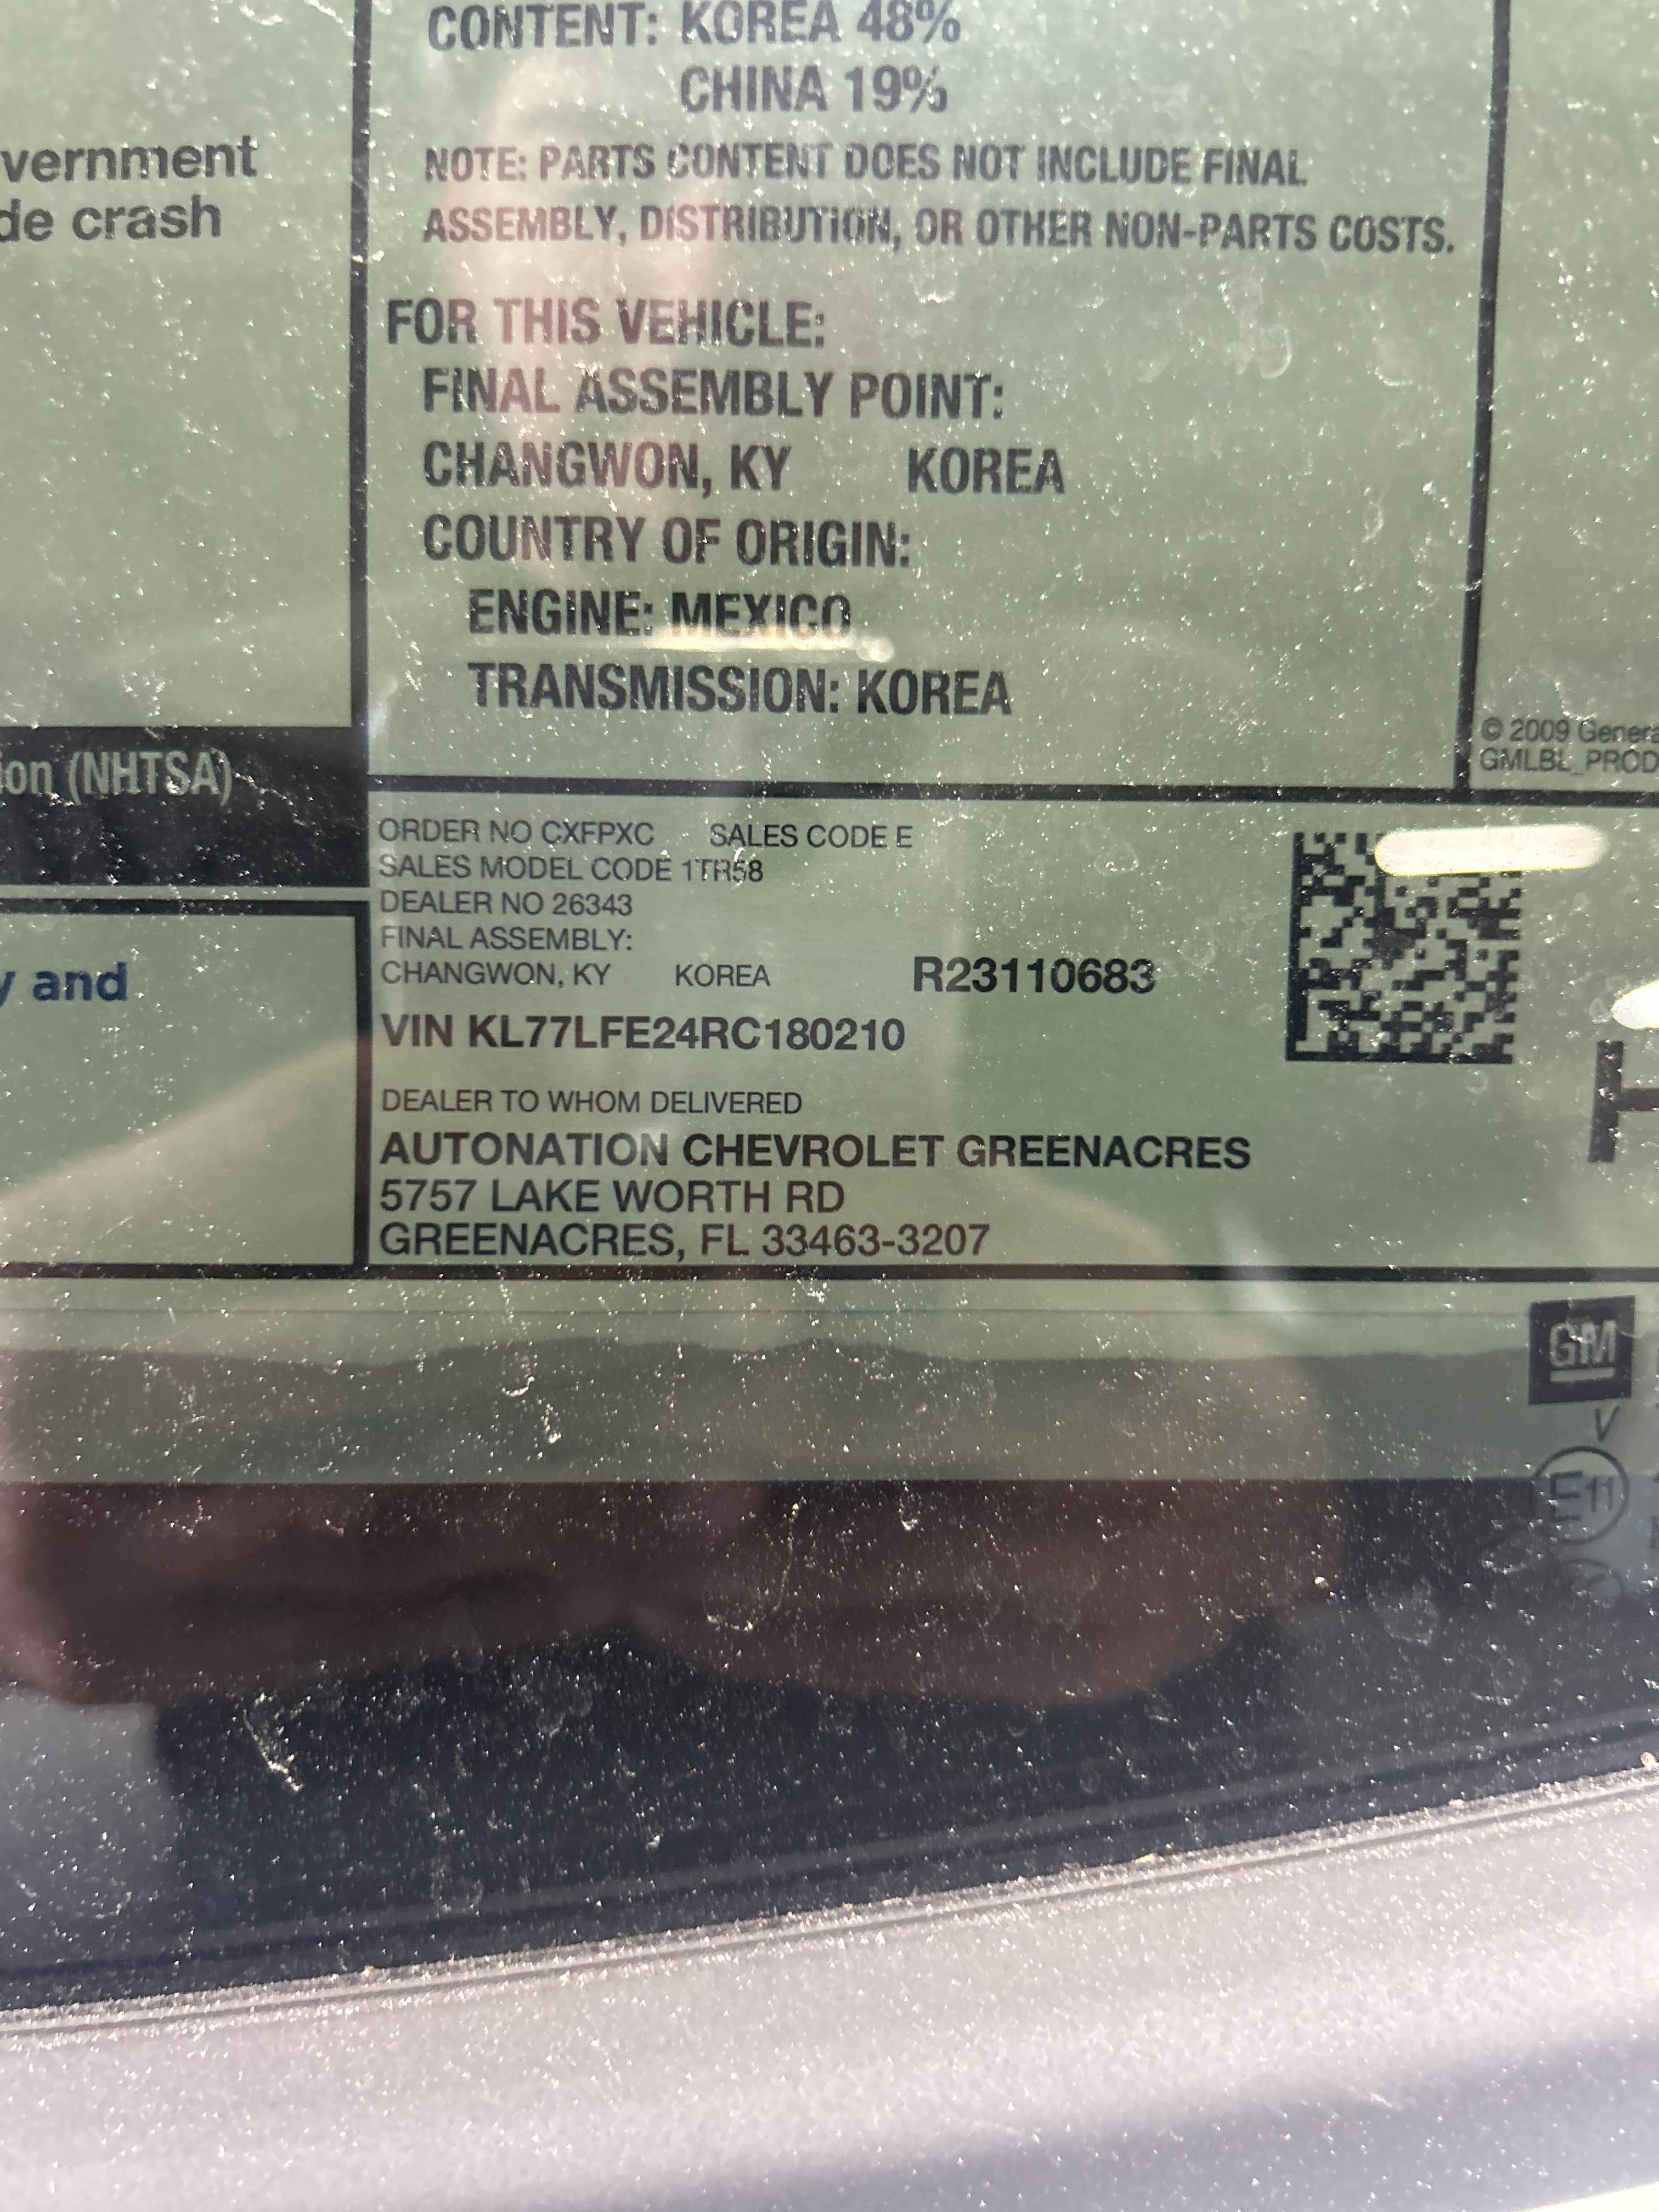 CONTENT: KOREA 48%
CHINA 19%
NOTE: PARTS CONTENT DOES NOT INCLUDE FINAL
ASSEMBLY, DISTRIBUTION, OR OTHER NON-PARTS COSTS.
vernment
de crash
FOR THIS VEHICLE:
FINAL ASSEMBLY POINT:
CHANGWON, KY KOREA
COUNTRY OF ORIGIN:
ENGINE: MEXICO
TRANSMISSION: KOREA
© 2009 Genera
GMLBL_PROD
ion (NHTSA)
ORDER NO CXFPXC SALES CODE E
SALES MODEL CODE 1TR58
DEALER NO 26343
FINAL ASSEMBLY:
CHANGWON, KY KOREA R23110683
y and
VIN KL77LFE24RC180210
DEALER TO WHOM DELIVERED
AUTONATION CHEVROLET GREENACRES
5757 LAKE WORTH RD
GREENACRES, FL 33463-3207
GM
V
E11